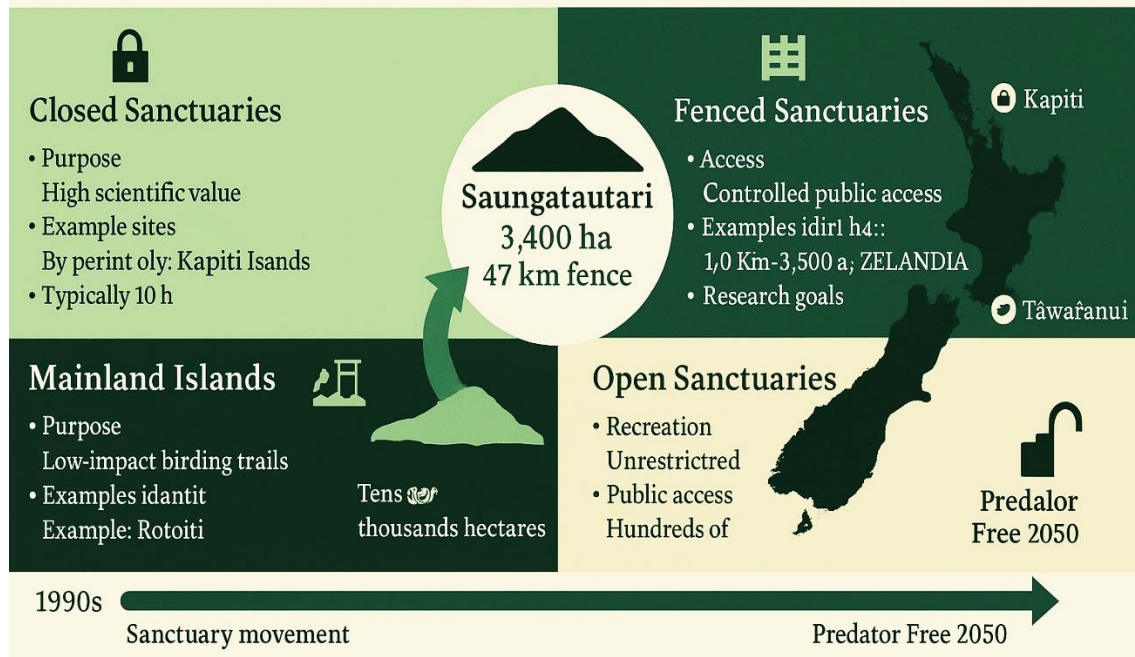 Closed Sanctuaries
• Purpose
High scientific value
• Example sites
By perint oly: Kapiti Isands
• Typically 10 h
Saungatautari
3,400 ha
47 km fence
Fenced Sanctuaries
• Access
Controlled public access
• Examples idirl h4::
1,0 Km-3,500 a; ZELANDIA
• Research goals
Kapiti
Tâwar̂anui
Mainland Islands
• Purpose
Low-impact birding trails
• Examples idantit
Example: Rotoiti
Tens
thousands hectares
Open Sanctuaries
• Recreation
Unrestrictred
• Public access
Hundreds of
Predalor
Free 2050
1990s
Sanctuary movement
Predator Free 2050